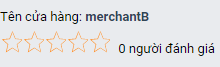 Tên cửa hàng: merchantB
0 người đánh giá